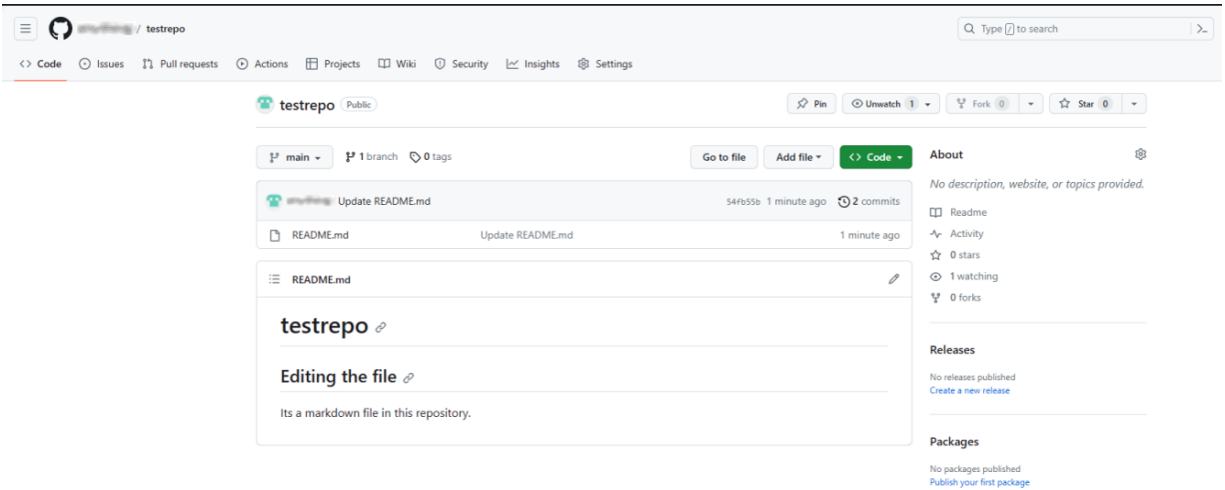 / testrepo
Type / to search
>_
<> Code Issues Pull requests Actions Projects Wiki Security Insights Settings
testrepo Public
Pin Unwatch 1 Fork 0 Star 0
main 1 branch 0 tags
Go to file Add file <> Code
Update README.md 54fb55b 1 minute ago 2 commits
README.md Update README.md 1 minute ago
README.md
testrepo
Editing the file
Its a markdown file in this repository.
About
No description, website, or topics provided.
Readme
Activity
0 stars
1 watching
0 forks
Releases
No releases published
Create a new release
Packages
No packages published
Publish your first package